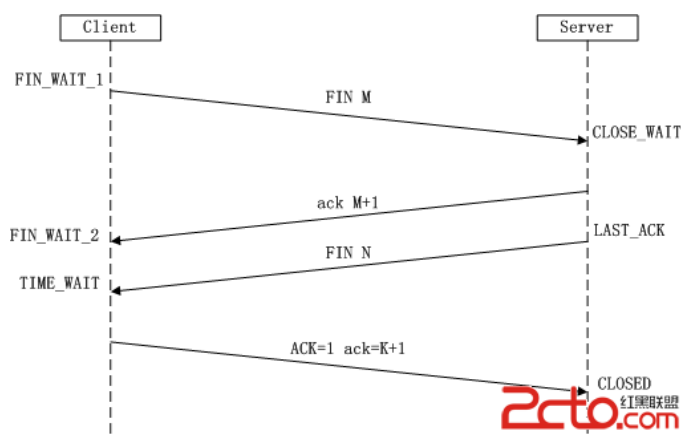 Client
Server
FIN_WAIT_1
FIN M
CLOSE_WAIT
ack M+1
FIN_WAIT_2
LAST_ACK
FIN N
TIME_WAIT
ACK=1 ack=K+1
CLOSED
2cto.com
红黑联盟